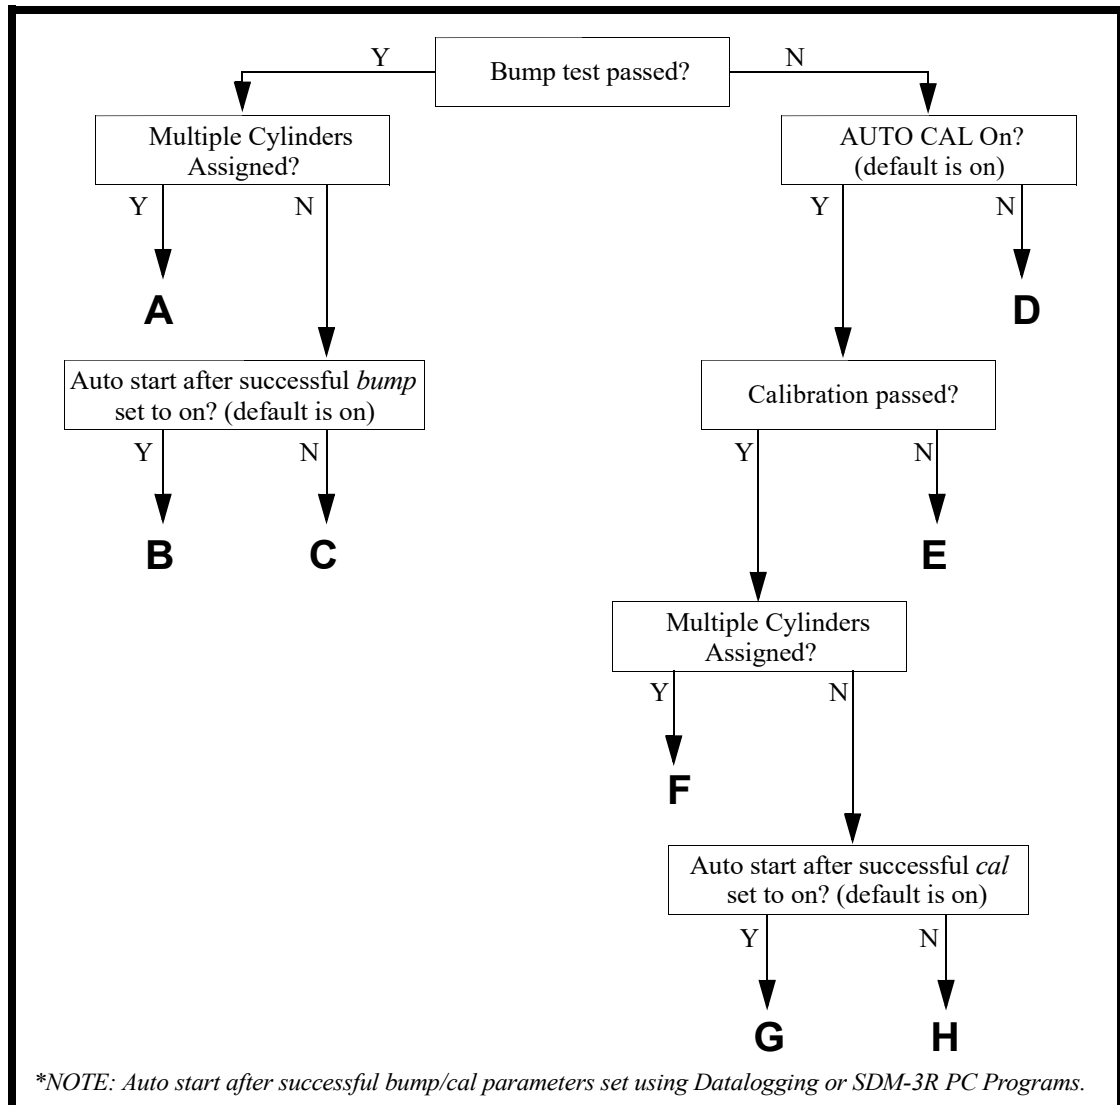 Y
Bump test passed?
N
Multiple Cylinders
Assigned?
AUTO CAL On?
(default is on)
Y
N
Y
N
A
D
Auto start after successful bump
set to on? (default is on)
Calibration passed?
Y
N
Y
N
B
C
E
Multiple Cylinders
Assigned?
Y
N
F
Auto start after successful cal
set to on? (default is on)
Y
N
G
H
*NOTE: Auto start after successful bump/cal parameters set using Datalogging or SDM-3R PC Programs.